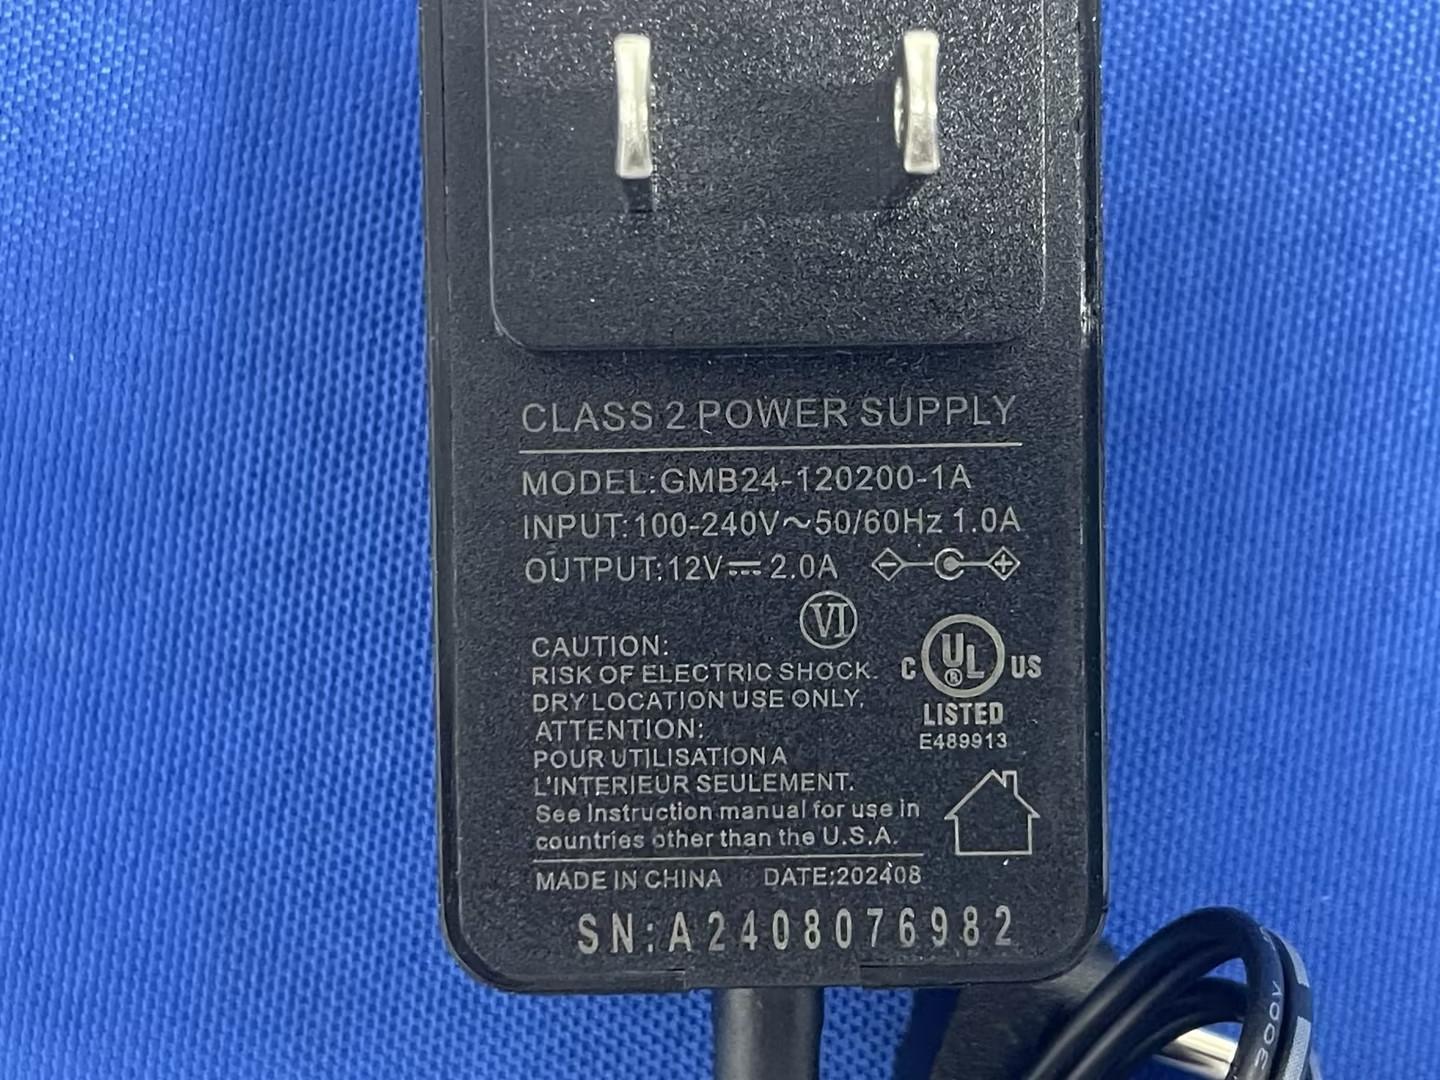 CLASS 2 POWER SUPPLY
MODEL:GMB24-120200-1A
INPUT:100-240V~50/60Hz 1.0A
OUTPUT:12V⎓2.0A
VI
CAUTION:
RISK OF ELECTRIC SHOCK.
DRY LOCATION USE ONLY.
ATTENTION:
POUR UTILISATION A
L'INTERIEUR SEULEMENT.
See Instruction manual for use in
countries other than the U.S.A.
C UL ® US
LISTED
E489913
MADE IN CHINA DATE:202408
SN:A2408076982
300V